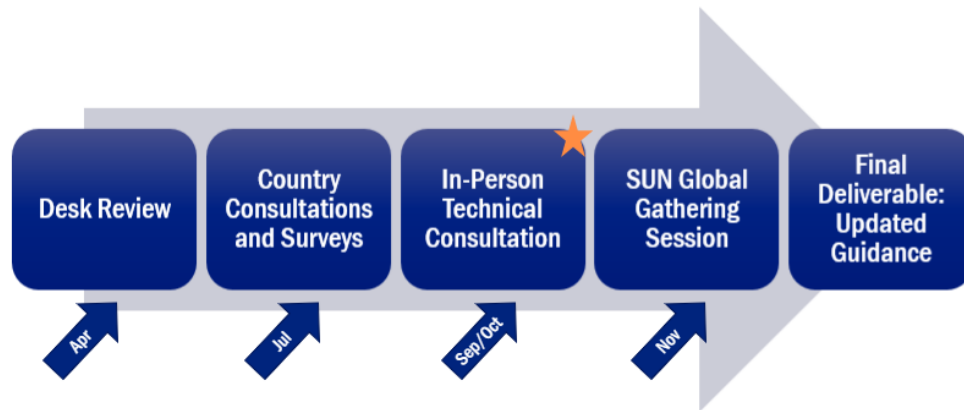 Desk Review
Country
Consultations
and Surveys
In-Person
Technical
Consultation
SUN Global
Gathering
Session
Final
Deliverable:
Updated
Guidance
Apr
Jul
Sep/Oct
Nov